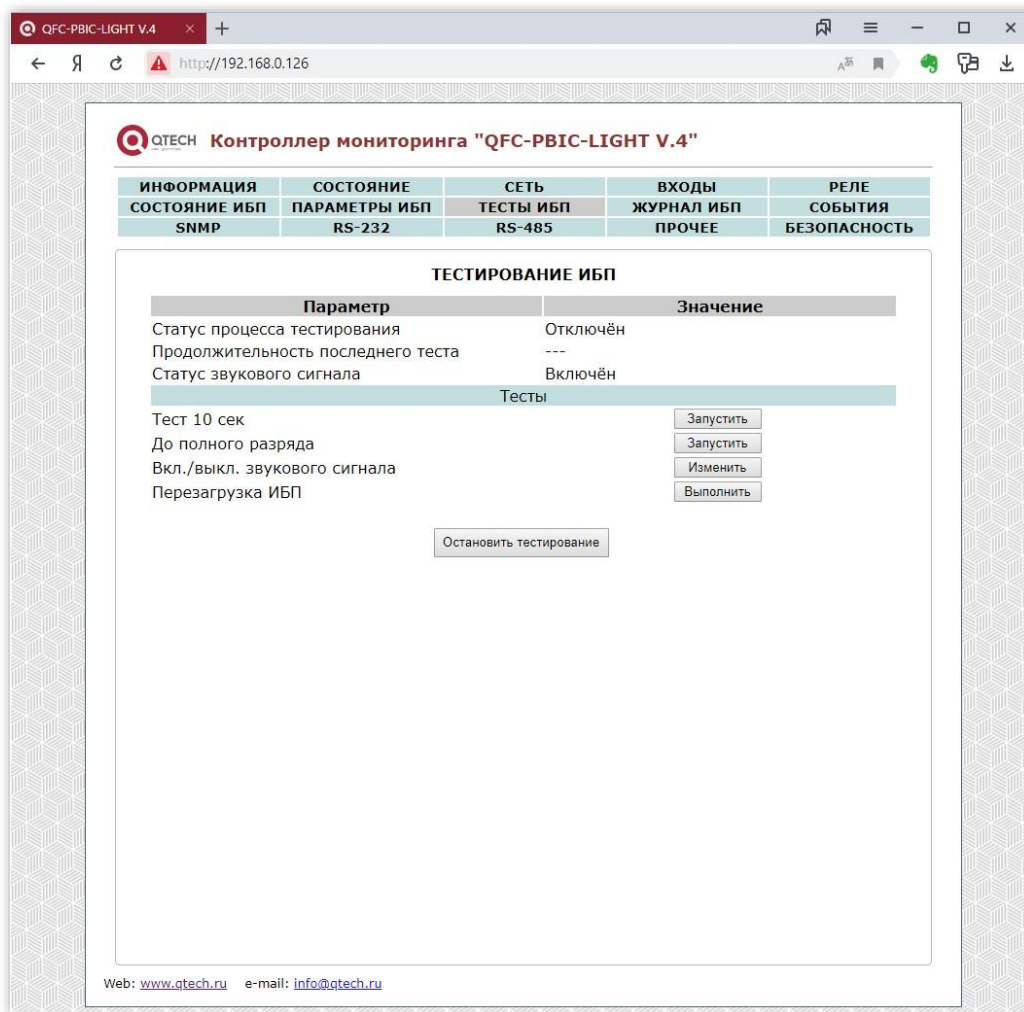 QFC-PBIC-LIGHT V.4
http://192.168.0.126
QTECH Контроллер мониторинга "QFC-PBIC-LIGHT V.4"
ИНФОРМАЦИЯ СОСТОЯНИЕ СЕТЬ ВХОДЫ РЕЛЕ
СОСТОЯНИЕ ИБП ПАРАМЕТРЫ ИБП ТЕСТЫ ИБП ЖУРНАЛ ИБП СОБЫТИЯ
SNMP RS-232 RS-485 ПРОЧЕЕ БЕЗОПАСНОСТЬ
ТЕСТИРОВАНИЕ ИБП
Параметр Значение
Статус процесса тестирования Отключён
Продолжительность последнего теста ---
Статус звукового сигнала Включён
Тесты
Тест 10 сек Запустить
До полного разряда Запустить
Вкл./выкл. звукового сигнала Изменить
Перезагрузка ИБП Выполнить
Остановить тестирование
Web: www.qtech.ru e-mail: info@qtech.ru